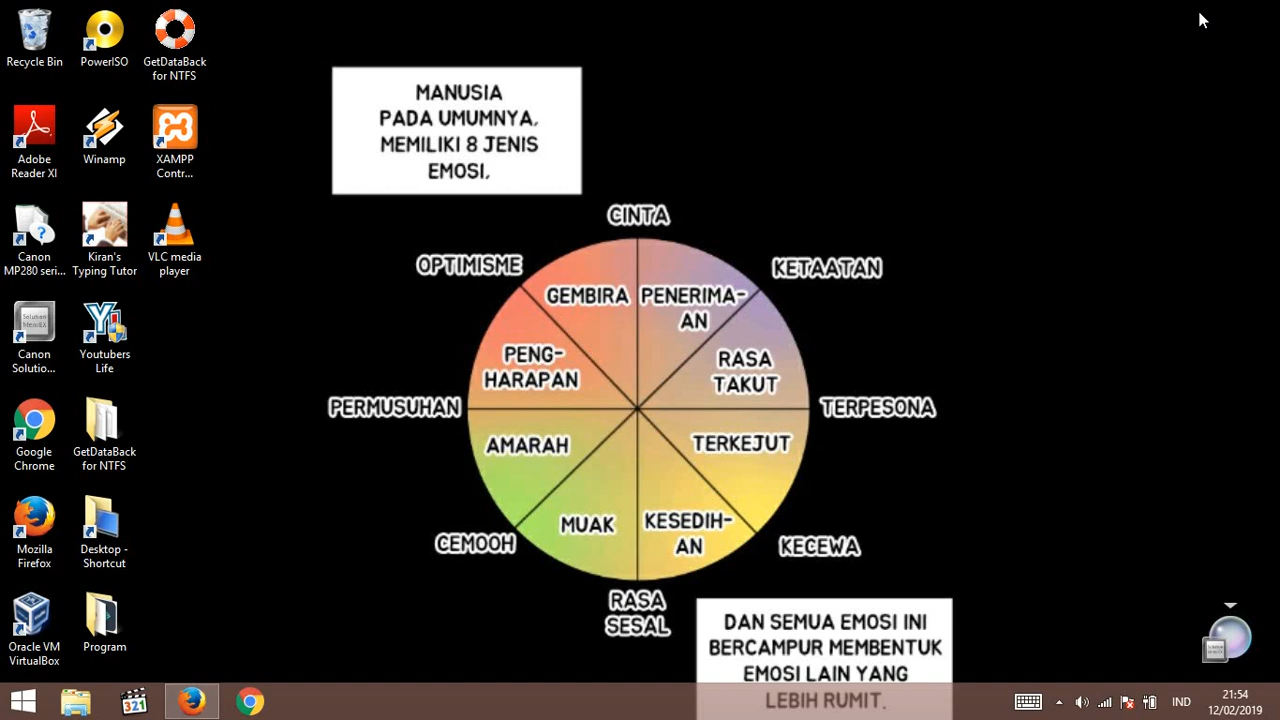 Recycle Bin
PowerISO
GetDataBack
for NTFS
Adobe
Reader XI
Winamp
XAMPP
Contr...
Canon
MP280 seri...
Kiran's
Typing Tutor
VLC media
player
Canon
Solutio...
Youtubers
Life
Google
Chrome
GetDataBack
for NTFS
Mozilla
Firefox
Desktop -
Shortcut
Oracle VM
VirtualBox
Program
MANUSIA
PADA UMUMNYA,
MEMILIKI 8 JENIS
EMOSI,
CINTA
OPTIMISME
KETAATAN
GEMBIRA
PENERIMA-
AN
PENG-
HARAPAN
RASA
TAKUT
PERMUSUHAN
TERPESONA
AMARAH
TERKEJUT
MUAK
KESEDIH-
AN
CEMOOH
KECEWA
RASA
SESAL
DAN SEMUA EMOSI INI
BERCAMPUR MEMBENTUK
EMOSI LAIN YANG
LEBIH RUMIT.
321
IND
21:54
12/02/2019